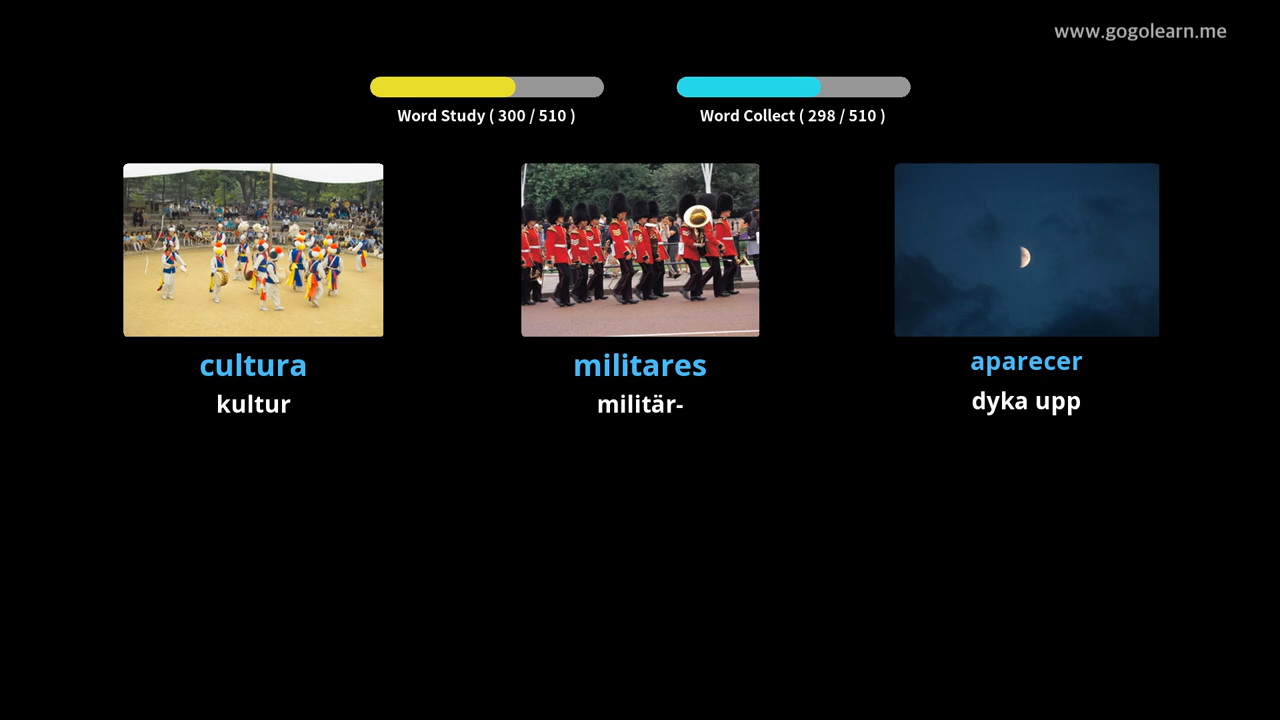 www.gogolearn.me
Word Study ( 300 / 510 )
Word Collect ( 298 / 510 )
cultura
kultur
militares
militär-
aparecer
dyka upp